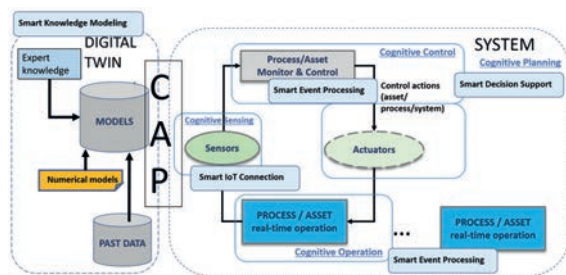 Smart Knowledge Modeling
DIGITAL
TWIN
Expert
knowledge
MODELS
Numerical models
PAST DATA
C
A
P
SYSTEM
Cognitive Control
Cognitive Planning
Process/Asset
Monitor & Control
Smart Event Processing
Control actions
(asset/
process/system)
Smart Decision Support
Cognitive Sensing
Sensors
Actuators
Smart IoT Connection
PROCESS / ASSET
real-time operation
...
PROCESS / ASSET
real-time operation
Cognitive Operation
Smart Event Processing